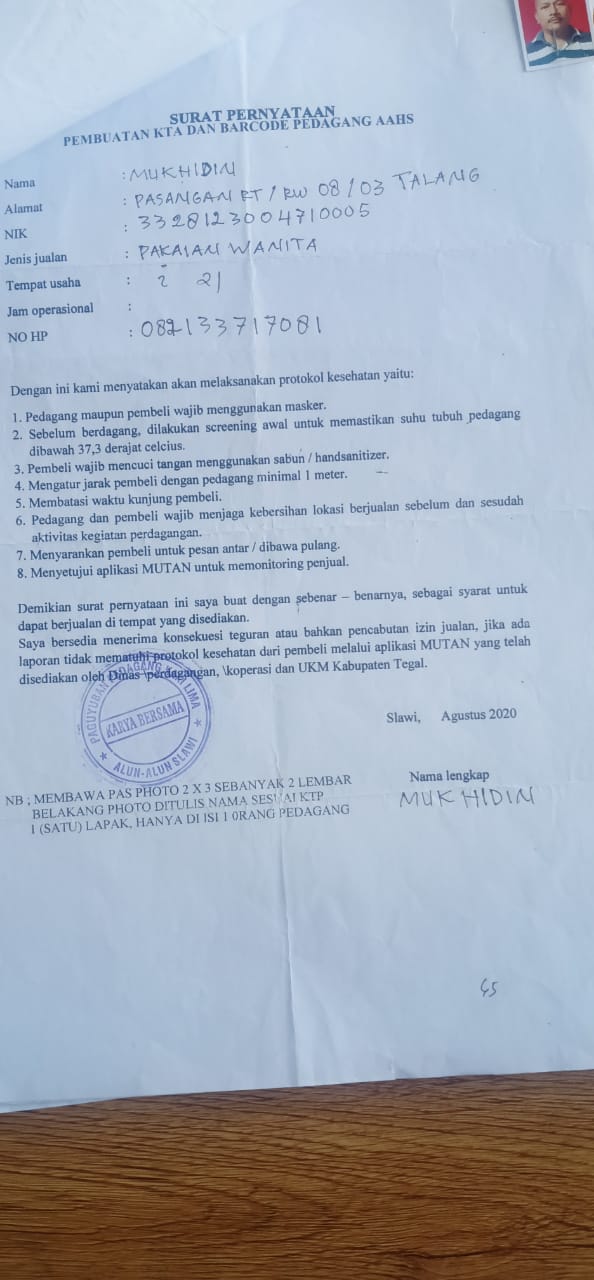 SURAT PERNYATAAN
PEMBUATAN KTA DAN BARCODE PEDAGANG AAHS
Nama : MUKHIDIN
Alamat : PASANGAN RT / RW 08 / 03 TALANG
NIK : 3328123004710005
Jenis jualan : PAKAIAN WANITA
Tempat usaha : 2 21
Jam operasional :
NO HP : 082133717081
Dengan ini kami menyatakan akan melaksanakan protokol kesehatan yaitu:
1. Pedagang maupun pembeli wajib menggunakan masker.
2. Sebelum berdagang, dilakukan screening awal untuk memastikan suhu tubuh pedagang
dibawah 37,3 derajat celcius.
3. Pembeli wajib mencuci tangan menggunakan sabun / handsanitizer.
4. Mengatur jarak pembeli dengan pedagang minimal 1 meter.
5. Membatasi waktu kunjung pembeli.
6. Pedagang dan pembeli wajib menjaga kebersihan lokasi berjualan sebelum dan sesudah
aktivitas kegiatan perdagangan.
7. Menyarankan pembeli untuk pesan antar / dibawa pulang.
8. Menyetujui aplikasi MUTAN untuk memonitoring penjual.
Demikian surat pernyataan ini saya buat dengan sebenar – benarnya, sebagai syarat untuk
dapat berjualan di tempat yang disediakan.
Saya bersedia menerima konsekuesi teguran atau bahkan pencabutan izin jualan, jika ada
laporan tidak mematuhi protokol kesehatan dari pembeli melalui aplikasi MUTAN yang telah
disediakan oleh Dinas \perdagangan, \koperasi dan UKM Kabupaten Tegal.
PAGUYUBAN PEDAGANG KAKI LIMA
KARYA BERSAMA
ALUN-ALUN SLAWI
Slawi, Agustus 2020
Nama lengkap
MUKHIDIN
NB ; MEMBAWA PAS PHOTO 2 X 3 SEBANYAK 2 LEMBAR
BELAKANG PHOTO DITULIS NAMA SESUAI KTP
1 (SATU) LAPAK, HANYA DI ISI 1 0RANG PEDAGANG
45